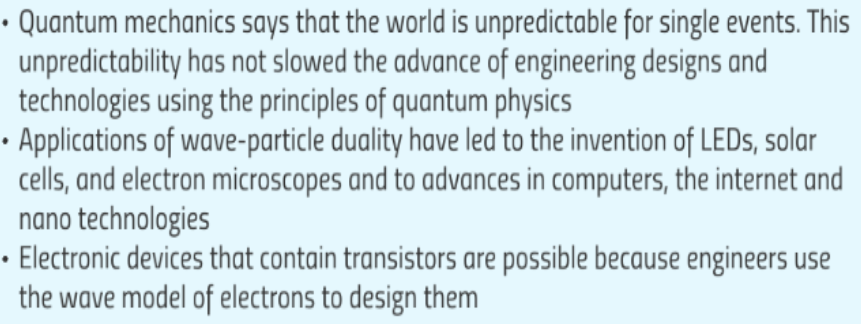 • Quantum mechanics says that the world is unpredictable for single events. This
unpredictability has not slowed the advance of engineering designs and
technologies using the principles of quantum physics
• Applications of wave-particle duality have led to the invention of LEDs, solar
cells, and electron microscopes and to advances in computers, the internet and
nano technologies
• Electronic devices that contain transistors are possible because engineers use
the wave model of electrons to design them